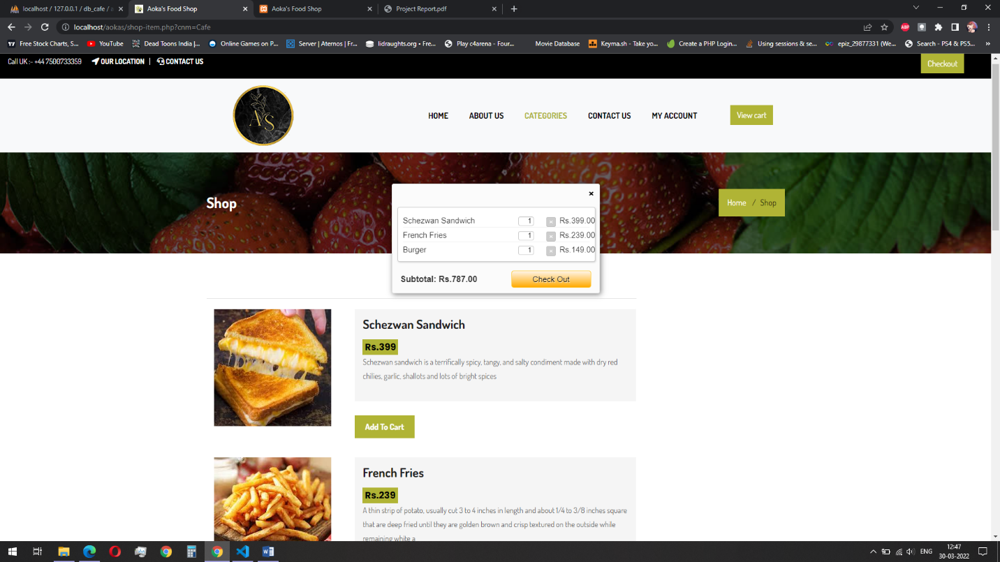 localhost / 127.0.0.1 / db_cafe / a
Aoka's Food Shop
Aoka's Food Shop
Project Report.pdf
localhost/aokas/shop-item.php?cnm=Cafe
ABP
Free Stock Charts, S...
YouTube
Dead Toons India |...
Online Games on P...
Server | Aternos | Fr...
lidraughts.org • Free...
Play c4arena - Four...
Movie Database
Keyma.sh - Take yo...
Create a PHP Login...
Using sessions & se...
epiz_29877331 (We...
Search - PS4 & PS5...
»
Call UK :- +44 7500733359
OUR LOCATION |
CONTACT US
Checkout
AS
HOME
ABOUT US
CATEGORIES
CONTACT US
MY ACCOUNT
View cart
Shop
Home / Shop
×
Schezwan Sandwich 1 × Rs.399.00
French Fries 1 × Rs.239.00
Burger 1 × Rs.149.00
Subtotal: Rs.787.00
Check Out
Schezwan Sandwich
Rs.399
Schezwan sandwich is a terrifically spicy, tangy, and salty condiment made with dry red
chilies, garlic, shallots and lots of bright spices
Add To Cart
French Fries
Rs.239
A thin strip of potato, usually cut 3 to 4 inches in length and about 1/4 to 3/8 inches square
that are deep fried until they are golden brown and crisp textured on the outside while
remaining white a
ENG
12:47
30-03-2022